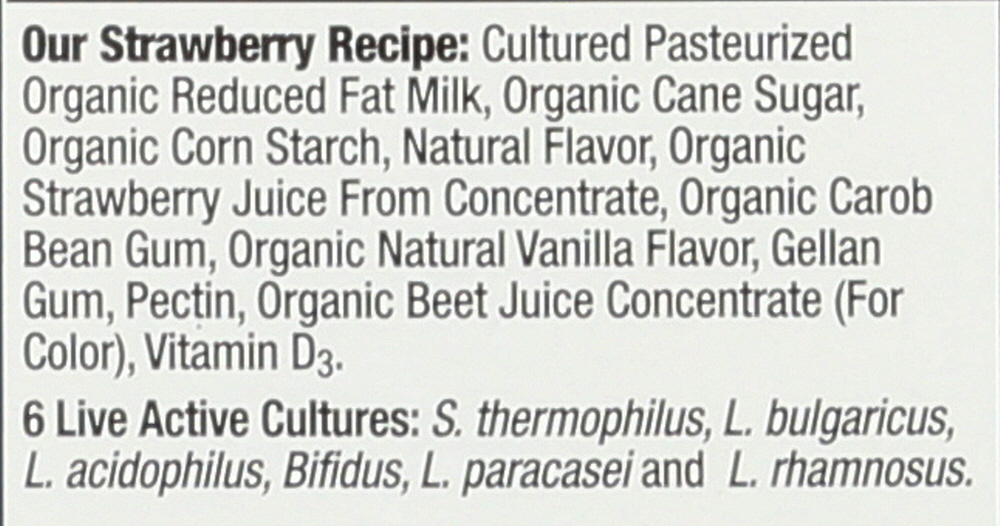 Our Strawberry Recipe: Cultured Pasteurized
Organic Reduced Fat Milk, Organic Cane Sugar,
Organic Corn Starch, Natural Flavor, Organic
Strawberry Juice From Concentrate, Organic Carob
Bean Gum, Organic Natural Vanilla Flavor, Gellan
Gum, Pectin, Organic Beet Juice Concentrate (For
Color), Vitamin D3.
6 Live Active Cultures: S. thermophilus, L. bulgaricus,
L. acidophilus, Bifidus, L. paracasei and L. rhamnosus.